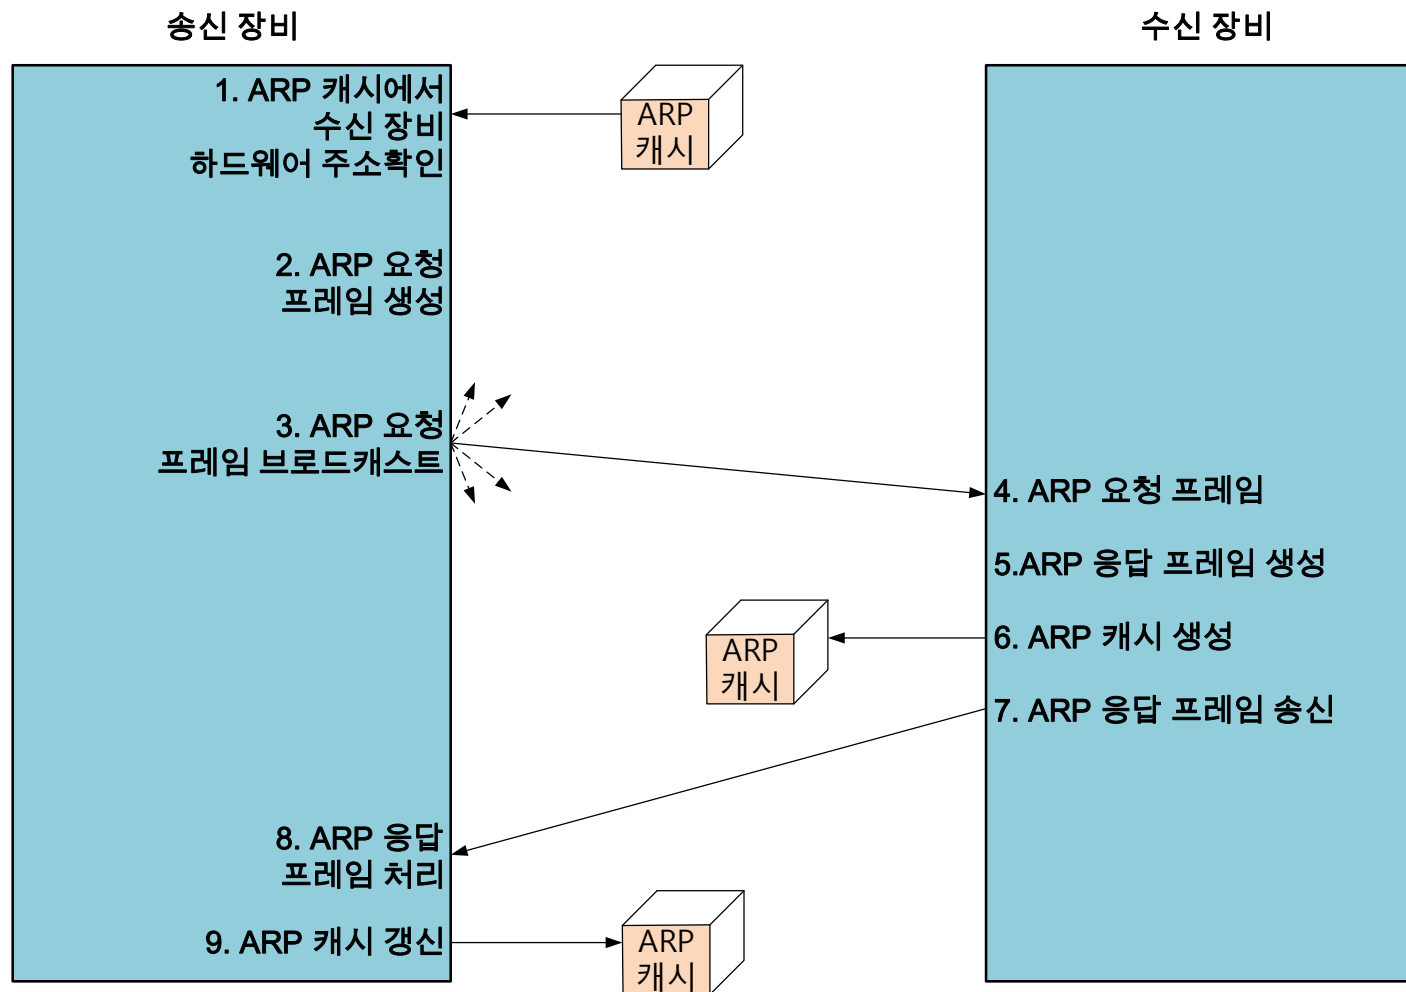 송신 장비
수신 장비
1. ARP 캐시에서
수신 장비
하드웨어 주소확인
ARP
캐시
2. ARP 요청
프레임 생성
3. ARP 요청
프레임 브로드캐스트
4. ARP 요청 프레임
5.ARP 응답 프레임 생성
6. ARP 캐시 생성
ARP
캐시
7. ARP 응답 프레임 송신
8. ARP 응답
프레임 처리
9. ARP 캐시 갱신
ARP
캐시